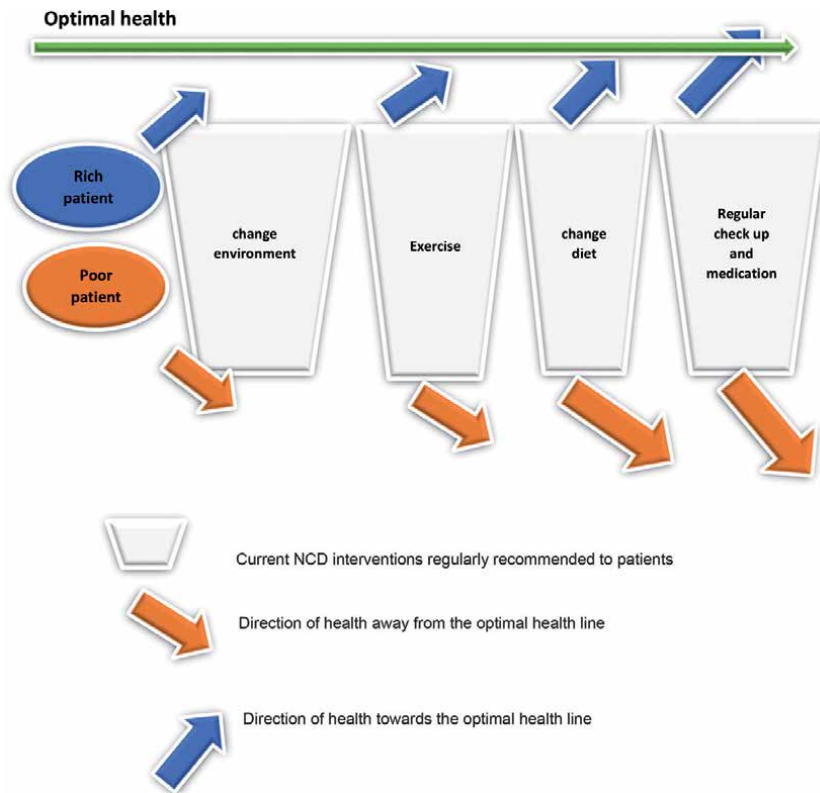 Optimal health
Rich
patient
Poor
patient
change
environment
Exercise
change
diet
Regular
check up
and
medication
Current NCD interventions regularly recommended to patients
Direction of health away from the optimal health line
Direction of health towards the optimal health line